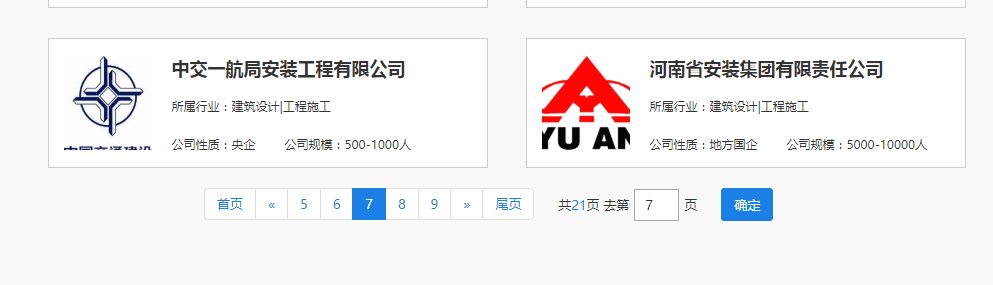 中交一航局安装工程有限公司
所属行业：建筑设计|工程施工
公司性质：央企 公司规模：500-1000人
河南省安装集团有限责任公司
YU AN
所属行业：建筑设计|工程施工
公司性质：地方国企 公司规模：5000-10000人
首页 « 5 6 7 8 9 » 尾页 共21页 去第 7 页 确定